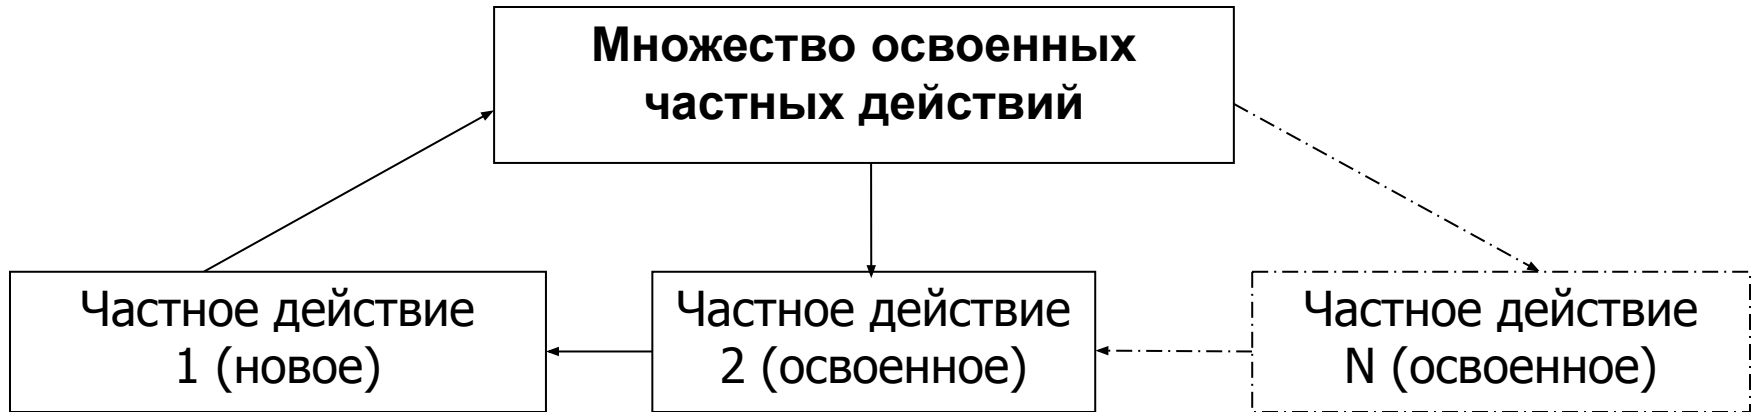 Множество освоенных
частных действий
Частное действие
1 (новое)
Частное действие
2 (освоенное)
Частное действие
N (освоенное)